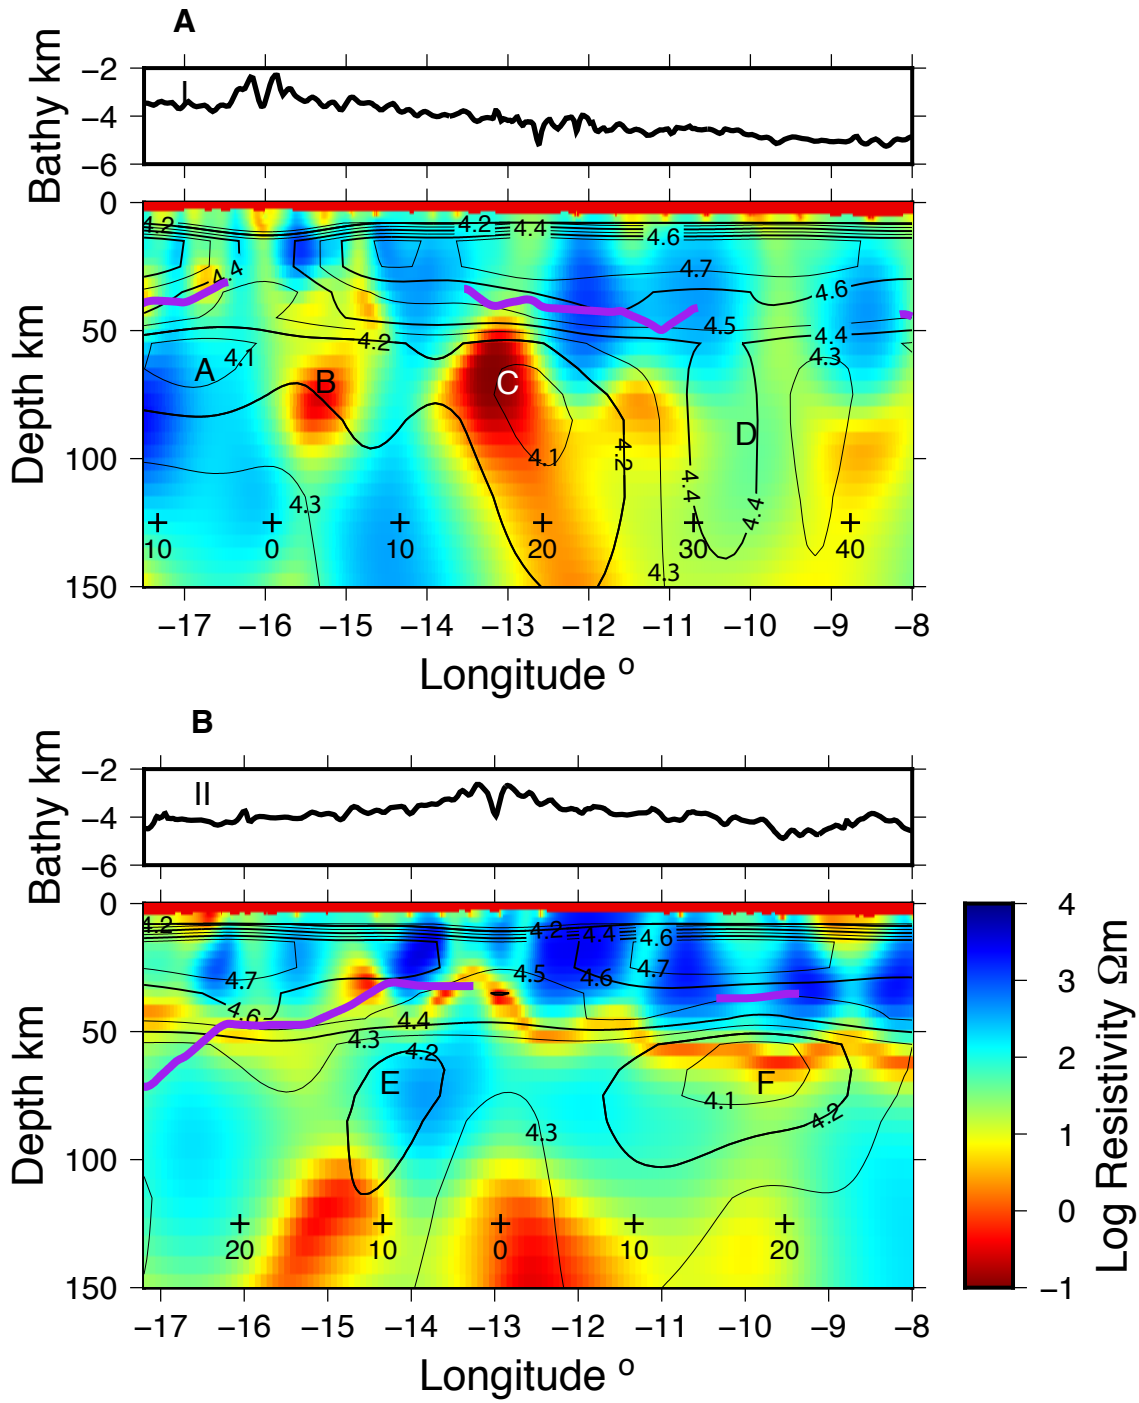 A
Bathy km
−2
−4
−6
I
Depth km
0
50
100
150
4.2 4.2 4.4 4.6
4.4 4.7 4.6
4.5 4.4
4.2 4.1 4.3
A B C D
4.1 4.2 4.4 4.4
4.3 4.3
10 0 10 20 30 40
−17 −16 −15 −14 −13 −12 −11 −10 −9 −8
Longitude o
B
Bathy km
−2
−4
−6
II
Depth km
0
50
100
150
4.2 4.2 4.4 4.6
4.7 4.5 4.6 4.7
4.6 4.4
4.3 4.2
E F
4.1 4.2
4.3
20 10 0 10 20
−17 −16 −15 −14 −13 −12 −11 −10 −9 −8
Longitude o
4
3
2
1
0
−1
Log Resistivity Ωm